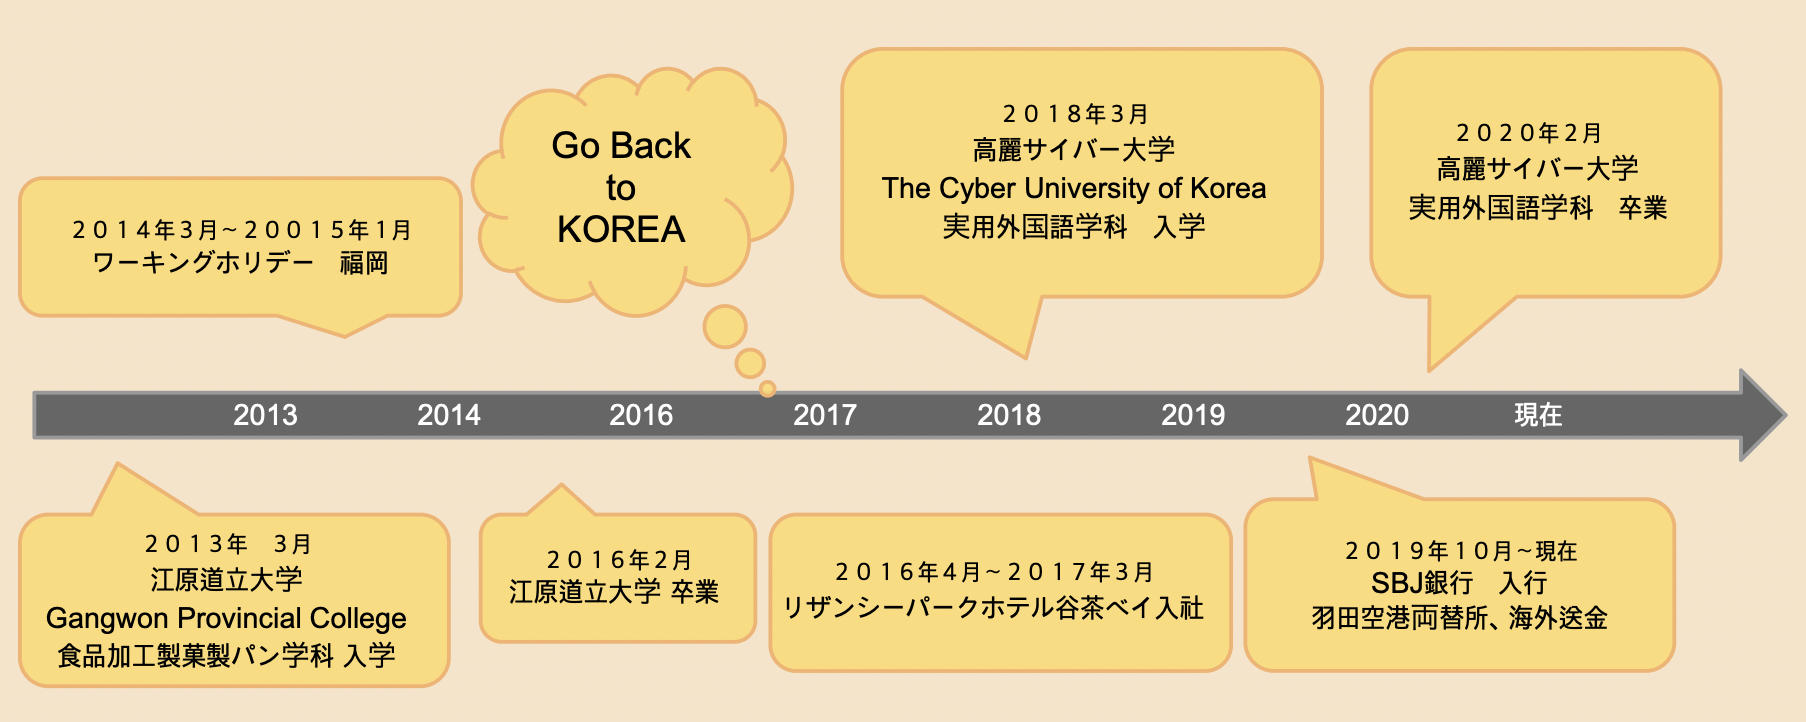 ２０１４年３月～２００１５年１月
ワーキングホリデー　福岡
Go Back
to
KOREA
２０１８年３月
高麗サイバー大学
The Cyber University of Korea
実用外国語学科　入学
２０２０年２月
高麗サイバー大学
実用外国語学科　卒業
2013
2014
2016
2017
2018
2019
2020
現在
２０１３年　３月
江原道立大学
Gangwon Provincial College
食品加工製菓製パン学科 入学
２０１６年２月
江原道立大学 卒業
２０１６年４月～２０１７年３月
リザンシーパークホテル谷茶ベイ入社
２０１９年１０月～現在
SBJ銀行　入行
羽田空港両替所、海外送金